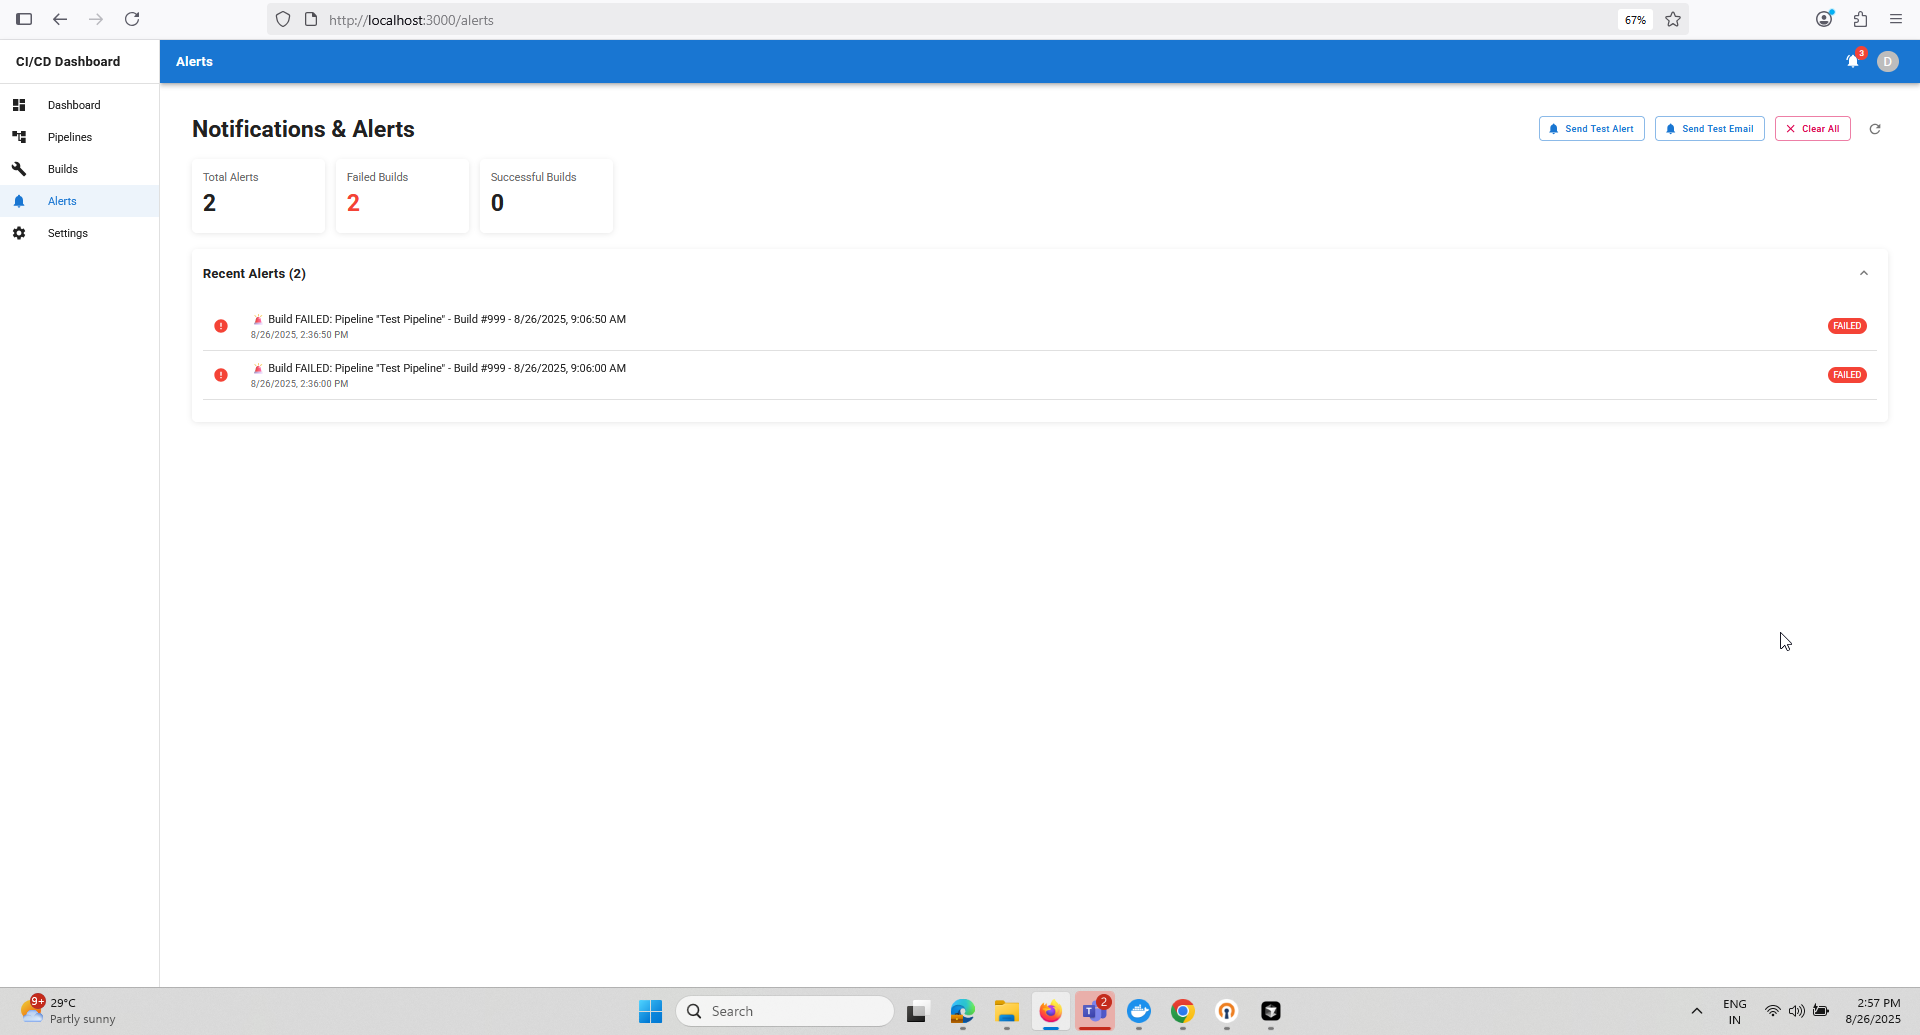 http://localhost:3000/alerts
67%
CI/CD Dashboard
Alerts
3
D
Dashboard
Pipelines
Builds
Alerts
Settings
Notifications & Alerts
Send Test Alert
Send Test Email
Clear All
Total Alerts
2
Failed Builds
2
Successful Builds
0
Recent Alerts (2)
Build FAILED: Pipeline "Test Pipeline" - Build #999 - 8/26/2025, 9:06:50 AM
8/26/2025, 2:36:50 PM
FAILED
Build FAILED: Pipeline "Test Pipeline" - Build #999 - 8/26/2025, 9:06:00 AM
8/26/2025, 2:36:00 PM
FAILED
9+
29°C
Partly sunny
Search
T
2
ENG
IN
2:57 PM
8/26/2025